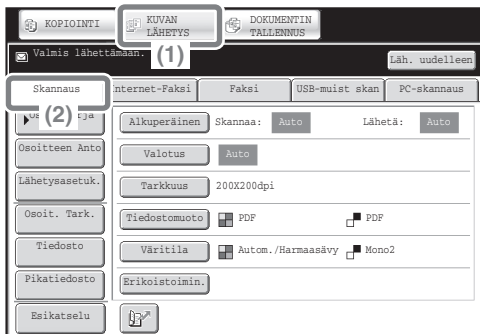 KOPIOINTI
KUVAN
LÄHETYS
DOKUMENTIN
TALLENNUS
Valmis lähettämään.
(1)
Läh. uudelleen
Skannaus
Internet-Faksi
Faksi
USB-muist skan
PC-skannaus
(2)
rja
Alkuperäinen
Skannaa:
Auto
Lähetä:
Auto
Osoitteen Anto
Valotus
Auto
Lähetysasetuk.
Tarkkuus
200X200dpi
Osoit. Tark.
Tiedostomuoto
PDF
PDF
Tiedosto
Väritila
Autom./Harmaasävy
Mono2
Pikatiedosto
Erikoistoimin.
Esikatselu